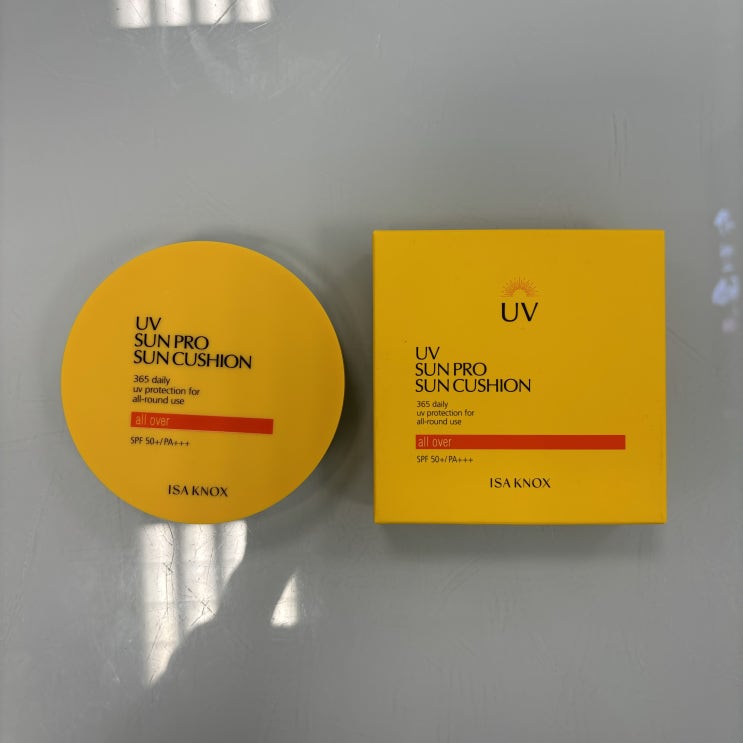 UV
SUN PRO
SUN CUSHION
365 daily
uv protection for
all-round use
all over
SPF 50+/PA+++
ISA KNOX
UV
UV
SUN PRO
SUN CUSHION
365 daily
uv protection for
all-round use
all over
SPF 50+/PA+++
ISA KNOX